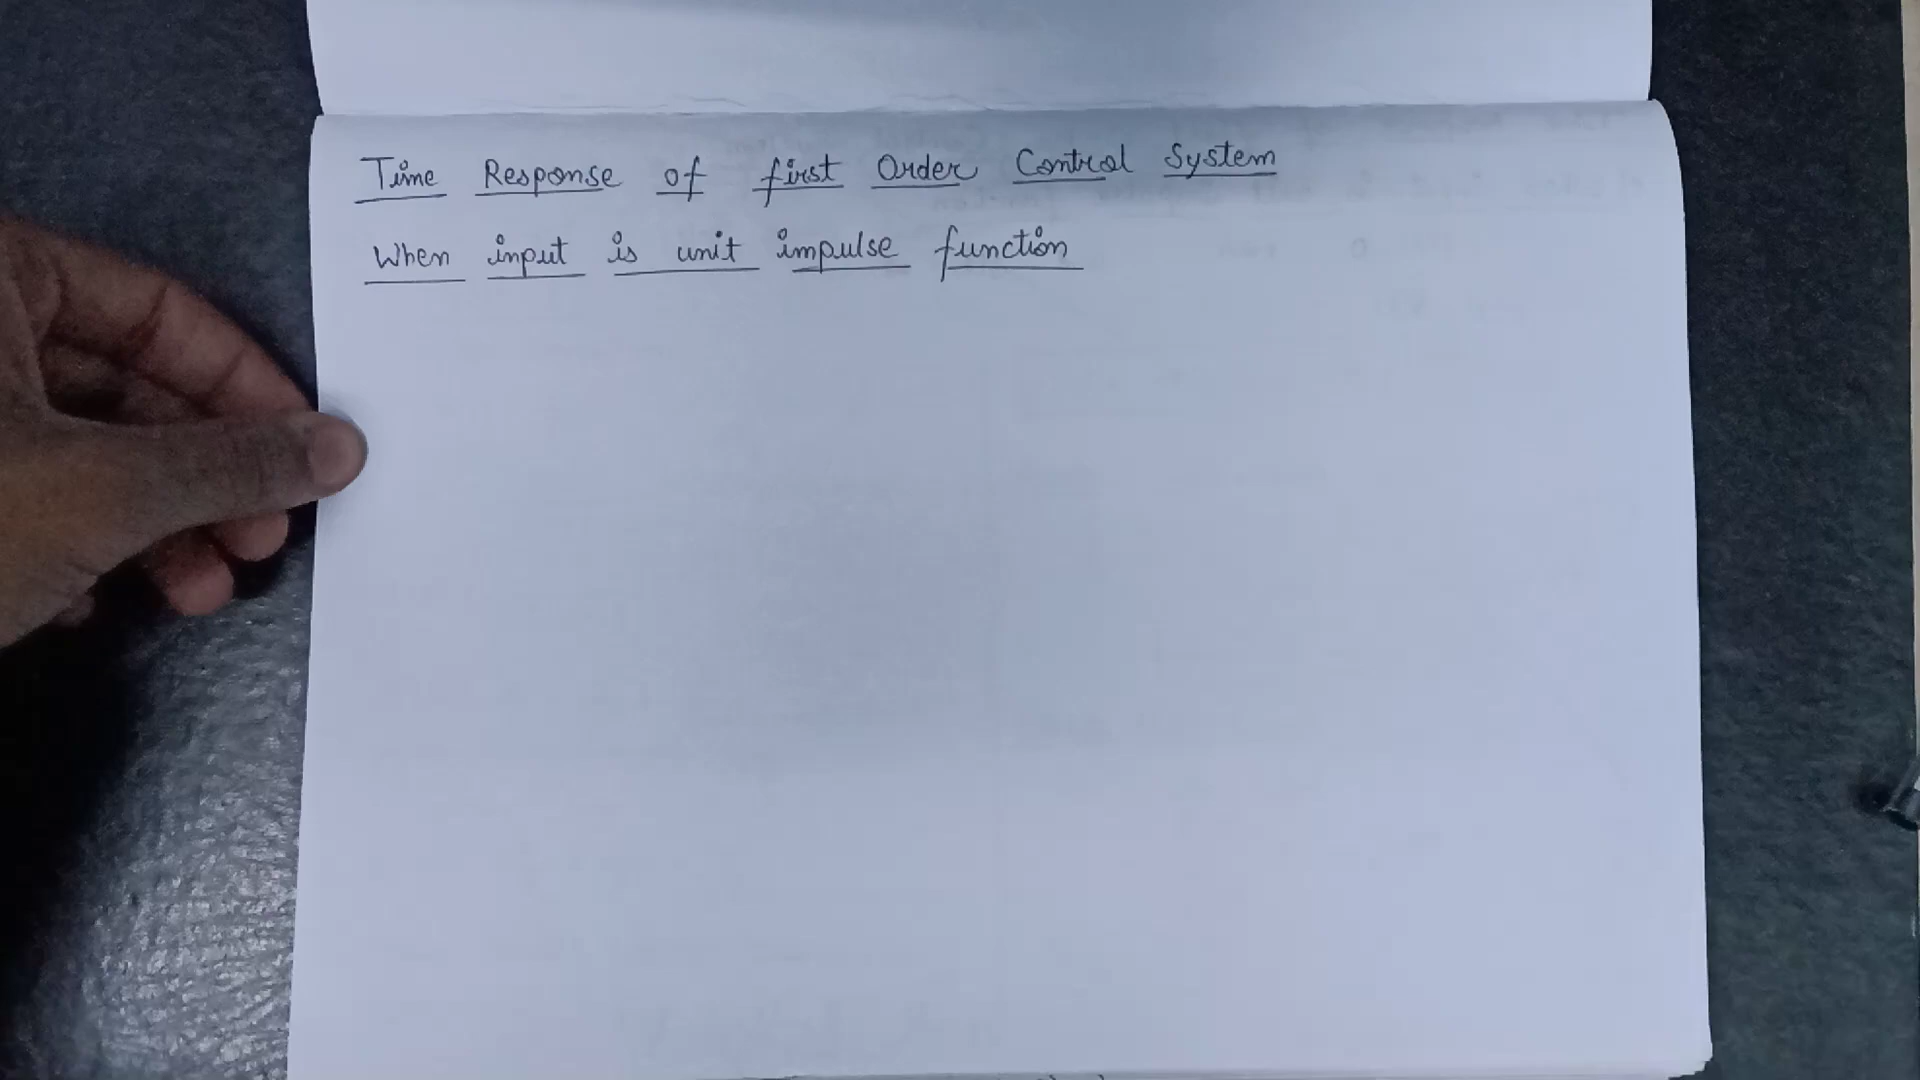 Time Response of first Order Control System
When input is unit impulse function